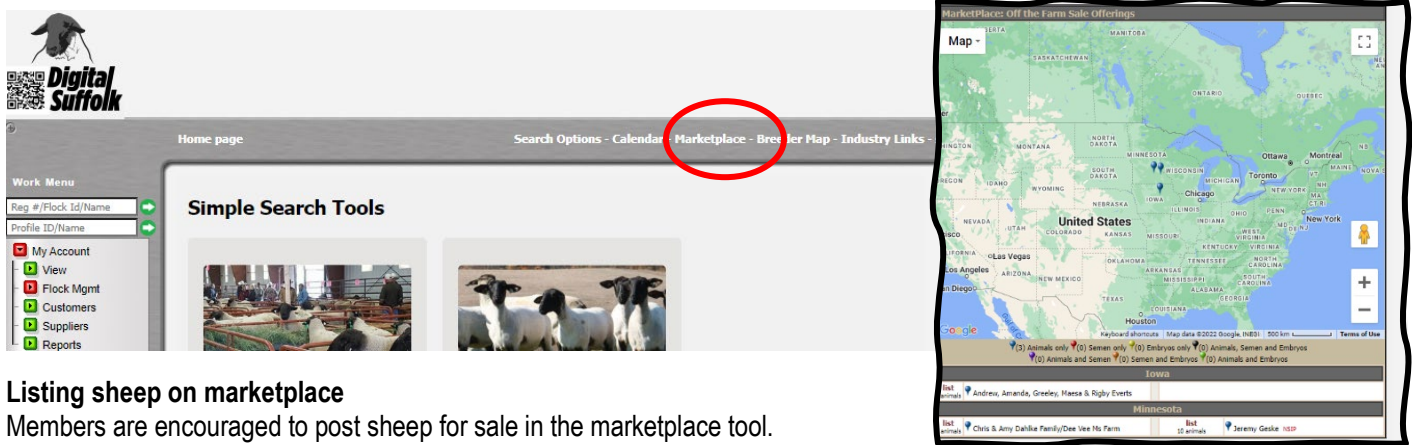 Digital
Suffolk
Home page
Search Options - Calendar - Marketplace - Breeder Map - Industry Links -
Work Menu
Reg #/Flock Id/Name
Profile ID/Name
My Account
View
Flock Mgmt
Customers
Suppliers
Reports
Simple Search Tools
Listing sheep on marketplace
Members are encouraged to post sheep for sale in the marketplace tool.
MarketPlace: Off the Farm Sale Offerings
Map
MANITOBA
SASKATCHEWAN
ONTARIO
QUEBEC
NORTH
DAKOTA
MONTANA
MINNESOTA
Ottawa
Montreal
NB
SOUTH
DAKOTA
WISCONSIN
MICHIGAN
Toronto
VT
NOVA S
IDAHO
WYOMING
Chicago
NEW YORK
NH
MA
CT RI
NEBRASKA
IOWA
ILLINOIS
INDIANA
OHIO
PENN
New York
NEVADA
UTAH
United States
COLORADO
KANSAS
MISSOURI
WEST
VIRGINIA
MD
NJ
KENTUCKY
VIRGINIA
Las Vegas
Los Angeles
ARIZONA
NEW MEXICO
OKLAHOMA
ARKANSAS
TENNESSEE
NORTH
CAROLINA
SOUTH
CAROLINA
MISSISSIPPI
ALABAMA
GEORGIA
TEXAS
LOUISIANA
Houston
Google
Keyboard shortcuts
Map data ©2022 Google, INEGI
500 km
Terms of Use
(3) Animals only (0) Semen only (0) Embryos only (0) Animals, Semen and Embryos
(0) Animals and Semen (0) Semen and Embryos (0) Animals and Embryos
Iowa
list
animals
Andrew, Amanda, Greeley, Maesa & Rigby Everts
Minnesota
list
animals
Chris & Amy Dahlke Family/Dee Vee Ms Farm
list
10 animals
Jeremy Geske NSIP